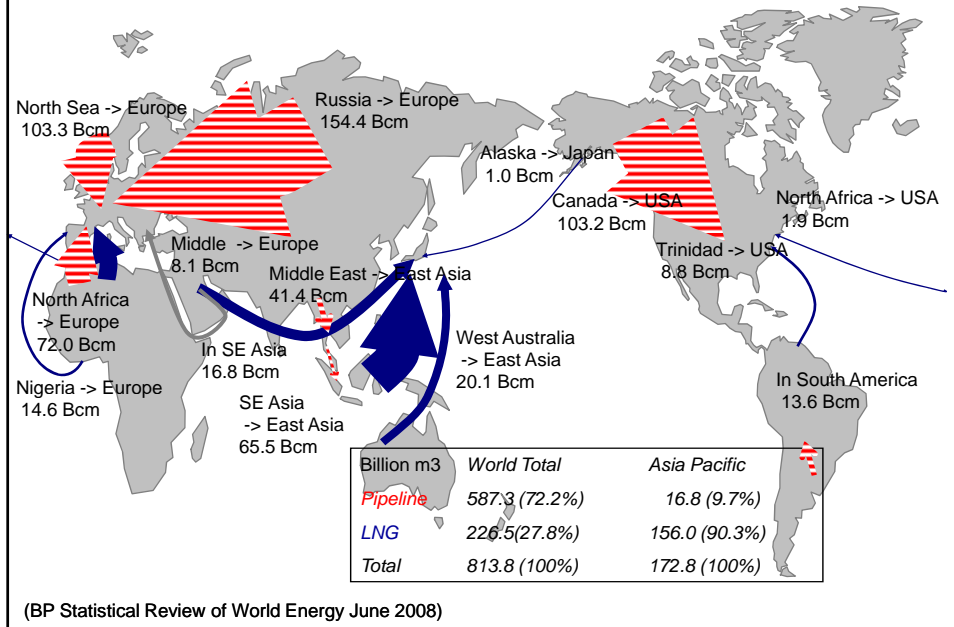 North Sea -> Europe
103.3 Bcm
Russia -> Europe
154.4 Bcm
Alaska -> Japan
1.0 Bcm
Canada -> USA
103.2 Bcm
North Africa -> USA
1.9 Bcm
Trinidad -> USA
8.8 Bcm
Middle -> Europe
8.1 Bcm
Middle East -> East Asia
41.4 Bcm
North Africa
-> Europe
72.0 Bcm
Nigeria -> Europe
14.6 Bcm
In SE Asia
16.8 Bcm
SE Asia
-> East Asia
65.5 Bcm
West Australia
-> East Asia
20.1 Bcm
In South America
13.6 Bcm
Billion m3 World Total Asia Pacific
Pipeline 587.3 (72.2%) 16.8 (9.7%)
LNG 226.5(27.8%) 156.0 (90.3%)
Total 813.8 (100%) 172.8 (100%)
(BP Statistical Review of World Energy June 2008)